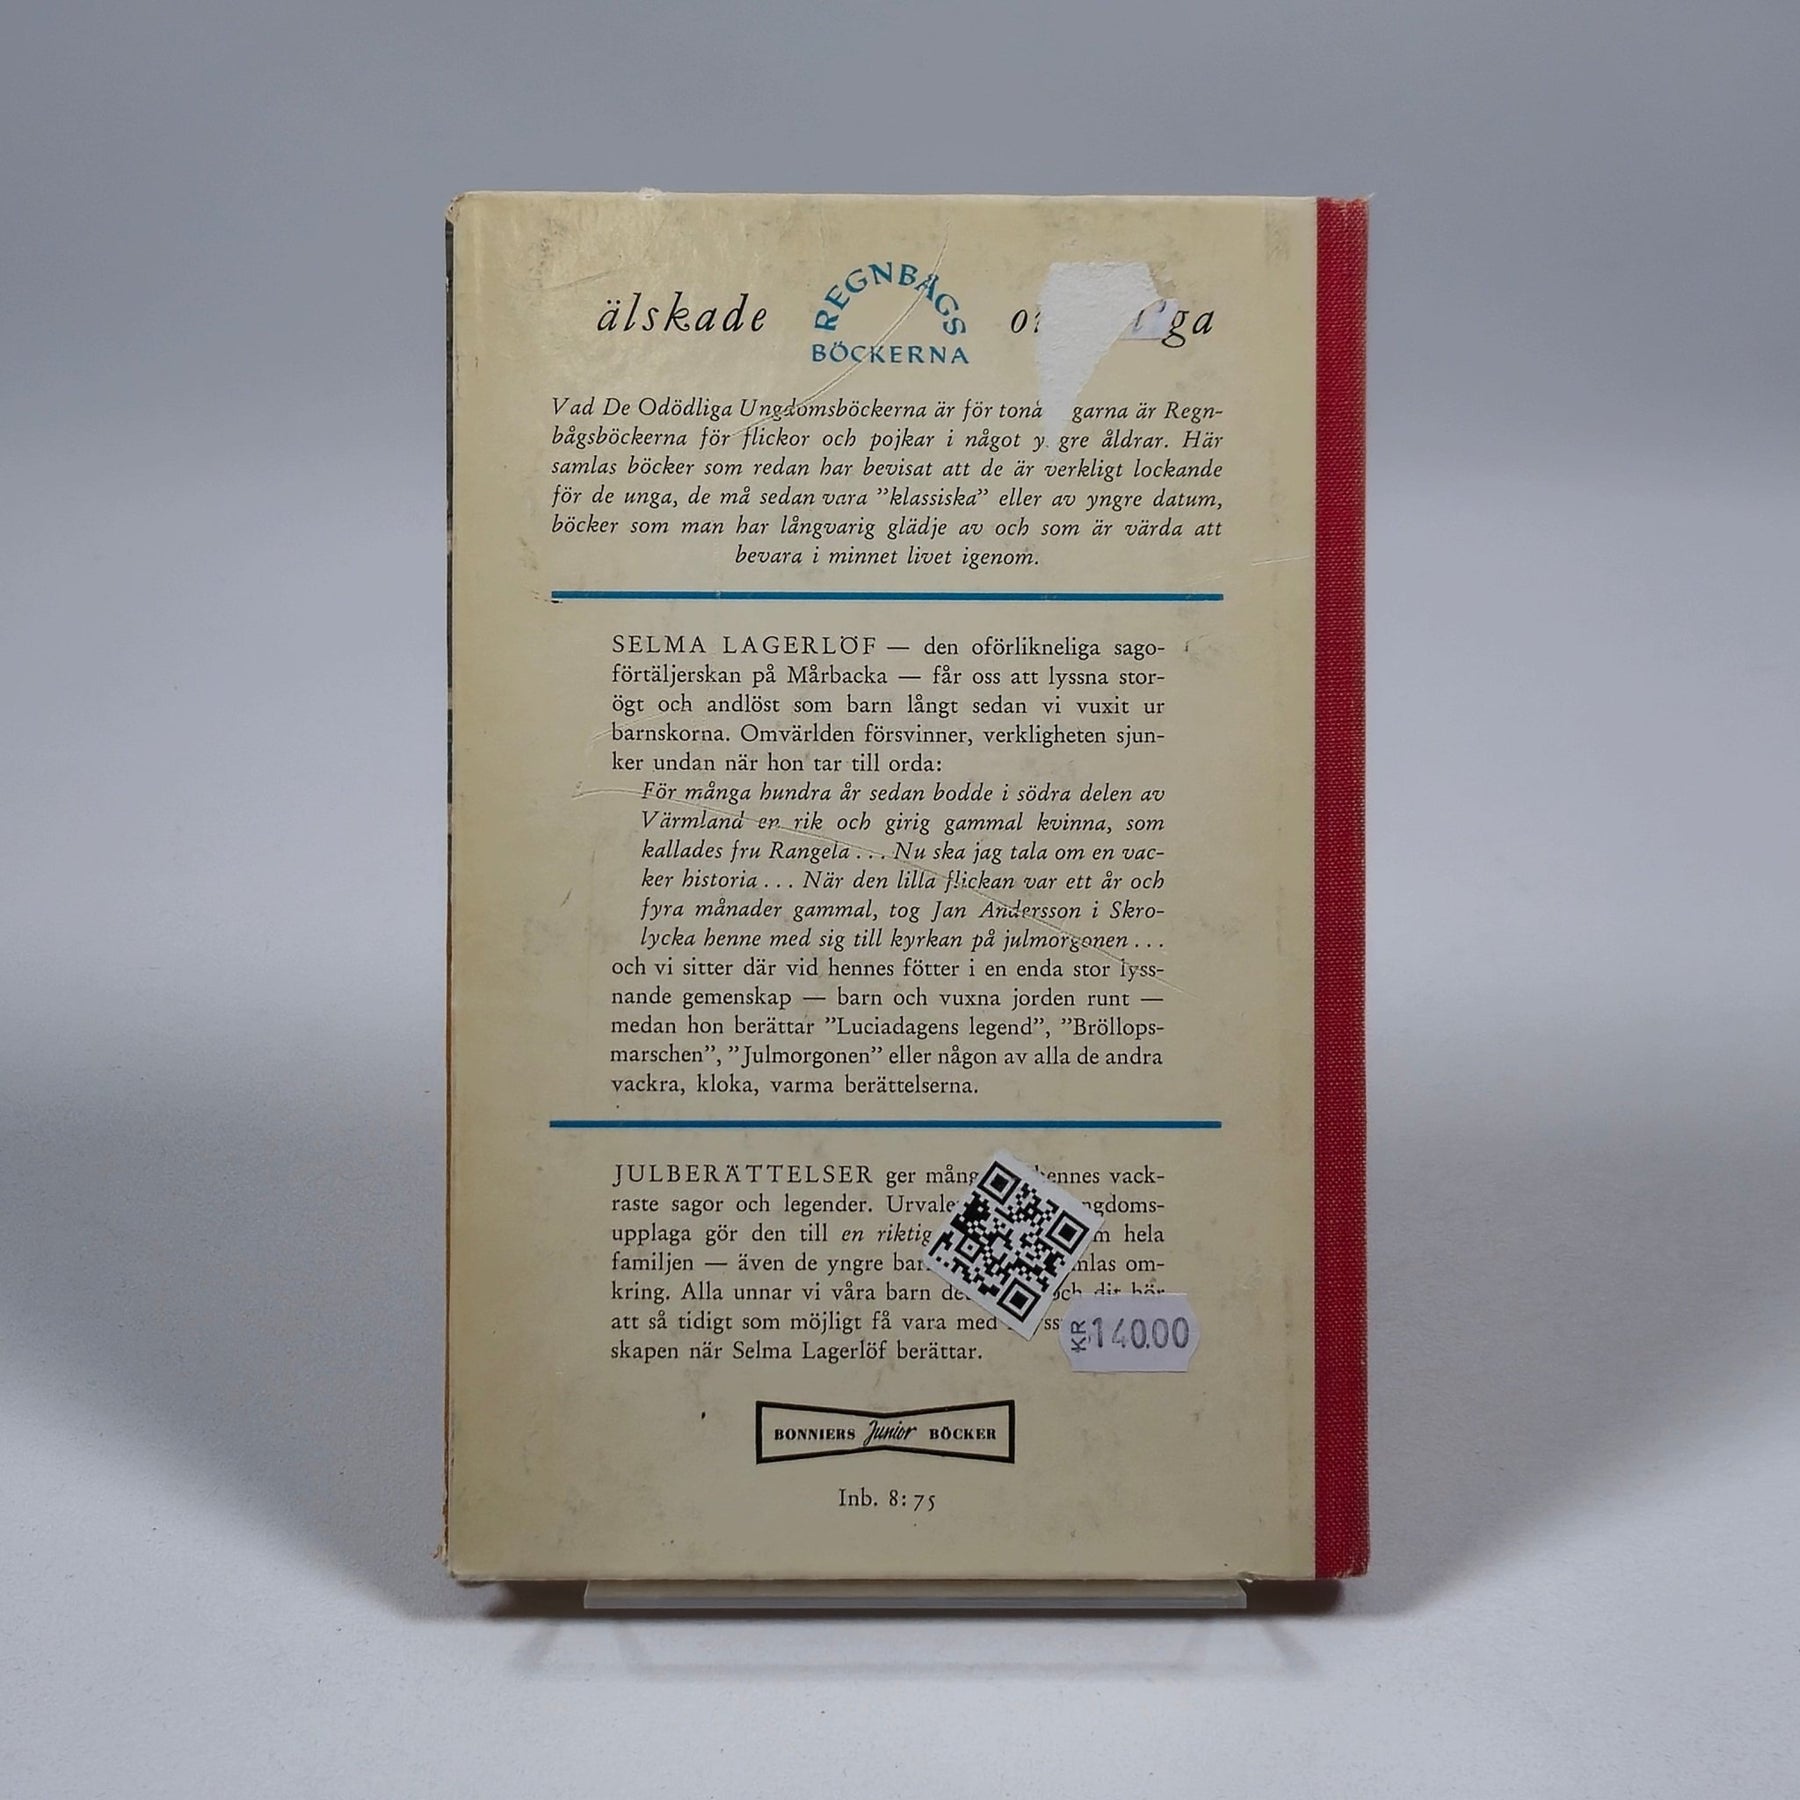 älskade REGNBÅGS ga
BÖCKERNA
Vad De Odödliga Ungdomsböckerna är för tonå garna är Regn-
bågsböckerna för flickor och pojkar i något y gre åldrar. Här
samlas böcker som redan har bevisat att de är verkligt lockande
för de unga, de må sedan vara ”klassiska” eller av yngre datum,
böcker som man har långvarig glädje av och som är värda att
bevara i minnet livet igenom.
SELMA LAGERLÖF — den oförlikneliga sago-
förtäljerskan på Mårbacka — får oss att lyssna stor-
ögt och andlöst som barn långt sedan vi vuxit ur
barnskorna. Omvärlden försvinner, verkligheten sjun-
ker undan när hon tar till orda:
För många hundra år sedan bodde i södra delen av
Värmland en rik och girig gammal kvinna, som
kallades fru Rangela . . . Nu ska jag tala om en vac-
ker historia . . . När den lilla flickan var ett år och
fyra månader gammal, tog Jan Andersson i Skro-
lycka henne med sig till kyrkan på julmorgonen . . .
och vi sitter där vid hennes fötter i en enda stor lyss-
nande gemenskap — barn och vuxna jorden runt —
medan hon berättar ”Luciadagens legend”, ”Bröllops-
marschen”, ”Julmorgonen” eller någon av alla de andra
vackra, kloka, varma berättelserna.
JULBERÄTTELSER ger mång hennes vack-
raste sagor och legender. Urvale ngdoms-
upplaga gör den till en riktig m hela
familjen — även de yngre bar mlas om-
kring. Alla unnar vi våra barn de och dit hör
att så tidigt som möjligt få vara med
skapen när Selma Lagerlöf berättar.
KR 140.00
BONNIERS Junior BÖCKER
Inb. 8:75